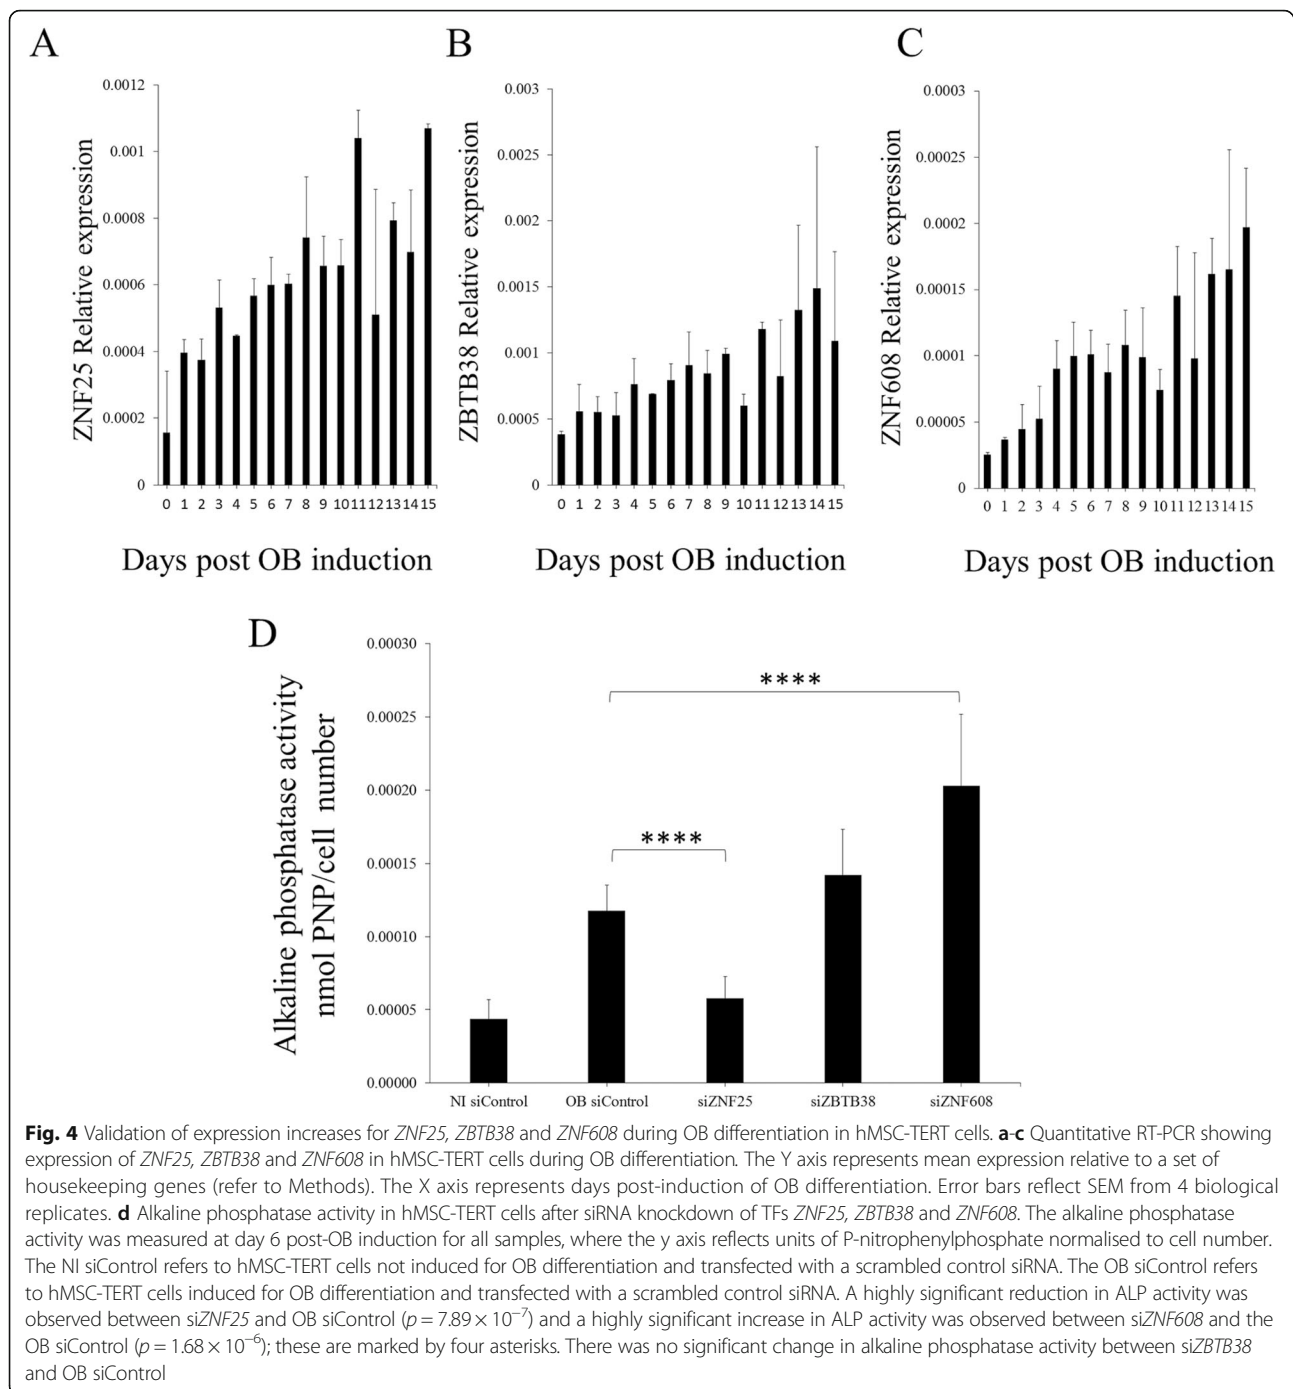 A
ZNF25 Relative expression
0.0012
0.001
0.0008
0.0006
0.0004
0.0002
0
0 1 2 3 4 5 6 7 8 9 10 11 12 13 14 15
Days post OB induction
B
ZBTB38 Relative expression
0.003
0.0025
0.002
0.0015
0.001
0.0005
0
0 1 2 3 4 5 6 7 8 9 10 11 12 13 14 15
Days post OB induction
C
ZNF608 Relative expression
0.0003
0.00025
0.0002
0.00015
0.0001
0.00005
0
0 1 2 3 4 5 6 7 8 9 10 11 12 13 14 15
Days post OB induction
D
Alkaline phosphatase activity
nmol PNP/cell number
0.00030
0.00025
0.00020
0.00015
0.00010
0.00005
0.00000
****
****
NI siControl OB siControl siZNF25 siZBTB38 siZNF608
Fig. 4 Validation of expression increases for ZNF25, ZBTB38 and ZNF608 during OB differentiation in hMSC-TERT cells. a-c Quantitative RT-PCR showing
expression of ZNF25, ZBTB38 and ZNF608 in hMSC-TERT cells during OB differentiation. The Y axis represents mean expression relative to a set of
housekeeping genes (refer to Methods). The X axis represents days post-induction of OB differentiation. Error bars reflect SEM from 4 biological
replicates. d Alkaline phosphatase activity in hMSC-TERT cells after siRNA knockdown of TFs ZNF25, ZBTB38 and ZNF608. The alkaline phosphatase
activity was measured at day 6 post-OB induction for all samples, where the y axis reflects units of P-nitrophenylphosphate normalised to cell number.
The NI siControl refers to hMSC-TERT cells not induced for OB differentiation and transfected with a scrambled control siRNA. The OB siControl refers
to hMSC-TERT cells induced for OB differentiation and transfected with a scrambled control siRNA. A highly significant reduction in ALP activity was
observed between siZNF25 and OB siControl (p = 7.89 × 10⁻⁷) and a highly significant increase in ALP activity was observed between siZNF608 and the
OB siControl (p = 1.68 × 10⁻⁶); these are marked by four asterisks. There was no significant change in alkaline phosphatase activity between siZBTB38
and OB siControl